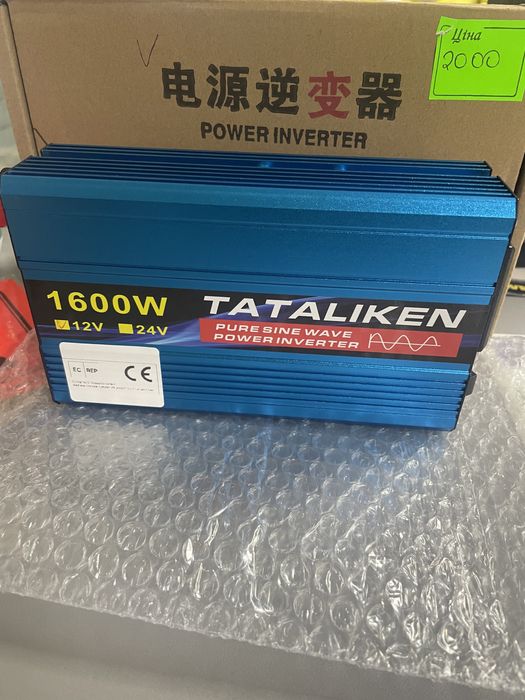 Ціна
2000
电源逆变器
POWER INVERTER
1600W
12V 24V
TATALIKEN
PURE SINE WAVE
POWER INVERTER
EC REP
CE